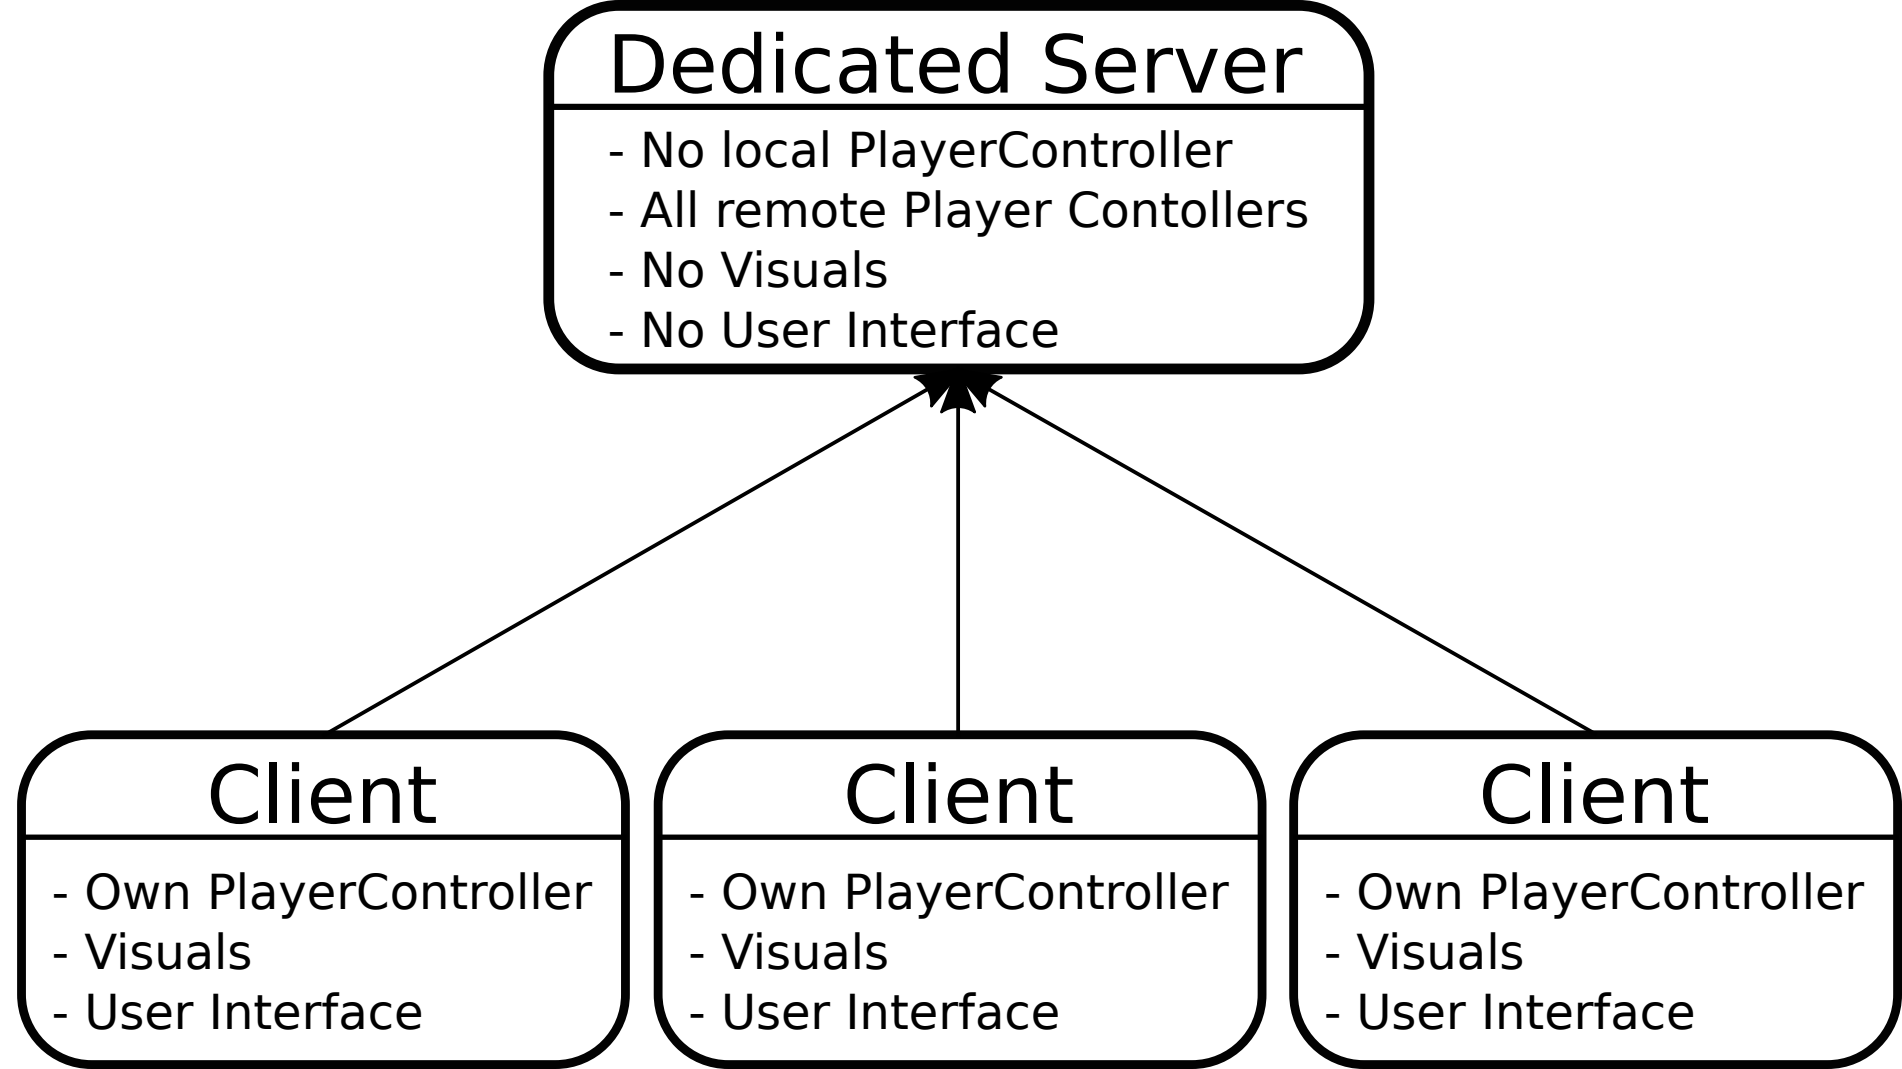 Dedicated Server
- No local PlayerController
- All remote Player Contollers
- No Visuals
- No User Interface
Client
- Own PlayerController
- Visuals
- User Interface
Client
- Own PlayerController
- Visuals
- User Interface
Client
- Own PlayerController
- Visuals
- User Interface